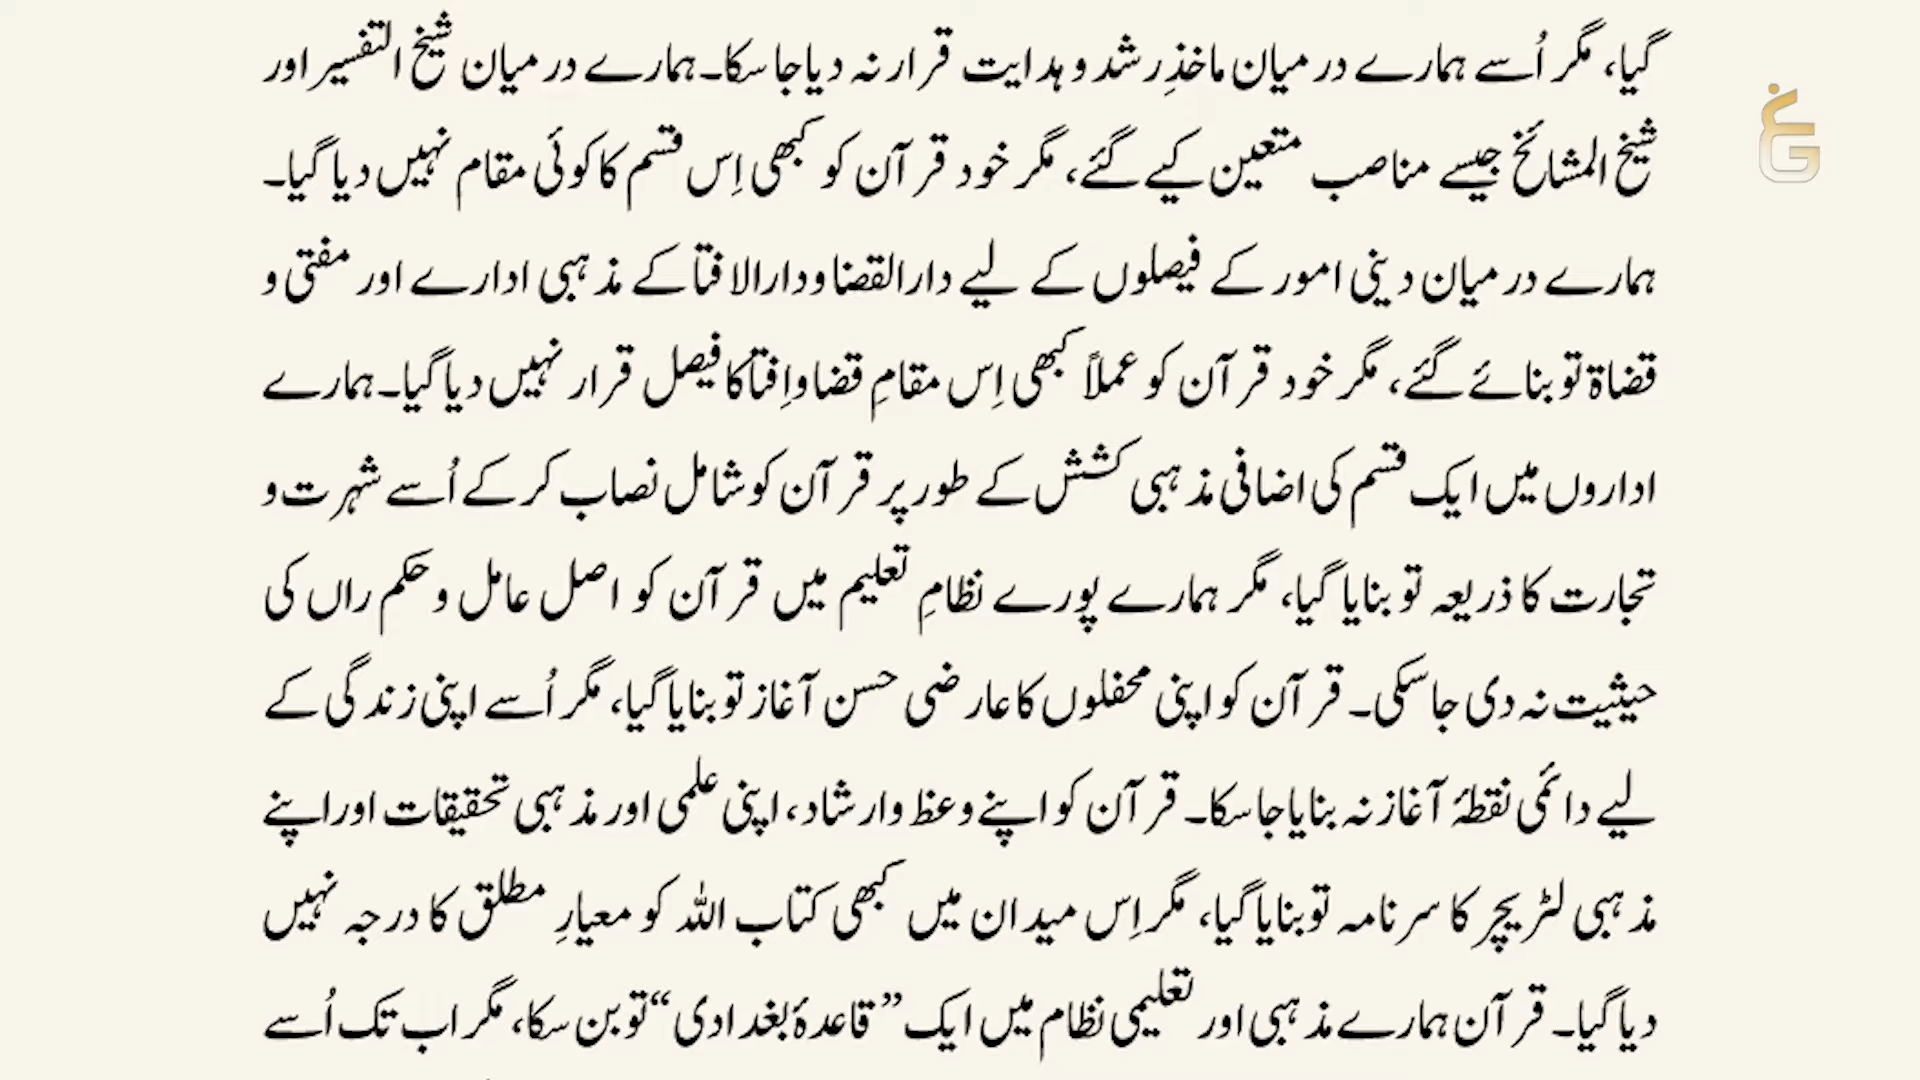 گیا، مگر اُسے ہمارے درمیان ماخذِ رشد و ہدایت قرار نہ دیا جا سکا۔ ہمارے درمیان شیخ التفسیر اور
شیخ المشائخ جیسے مناصب متعین کیے گئے، مگر خود قرآن کو کبھی اِس قسم کا کوئی مقام نہیں دیا گیا۔
ہمارے درمیان دینی امور کے فیصلوں کے لیے دارالقضا و دارالافتا کے مذہبی ادارے اور مفتی و
قضاۃ تو بنائے گئے، مگر خود قرآن کو عملاً کبھی اِس مقامِ قضا و اِفتا کا فیصل قرار نہیں دیا گیا۔ ہمارے
اداروں میں ایک قسم کی اضافی مذہبی کشش کے طور پر قرآن کو شامل نصاب کر کے اُسے شہرت و
تجارت کا ذریعہ تو بنایا گیا، مگر ہمارے پورے نظامِ تعلیم میں قرآن کو اصل عامل و حکم راں کی
حیثیت نہ دی جا سکی۔ قرآن کو اپنی محفلوں کا عارضی حسن آغاز تو بنایا گیا، مگر اُسے اپنی زندگی کے
لیے دائمی نقطۂ آغاز نہ بنایا جا سکا۔ قرآن کو اپنے وعظ و ارشاد، اپنی علمی اور مذہبی تحقیقات اور اپنے
مذہبی لٹریچر کا سرنامہ تو بنایا گیا، مگر اِس میدان میں کبھی کتاب اللہ کو معیارِ مطلق کا درجہ نہیں
دیا گیا۔ قرآن ہمارے مذہبی اور تعلیمی نظام میں ایک ”قاعدۂ بغدادی“ تو بن سکا، مگر اب تک اُسے